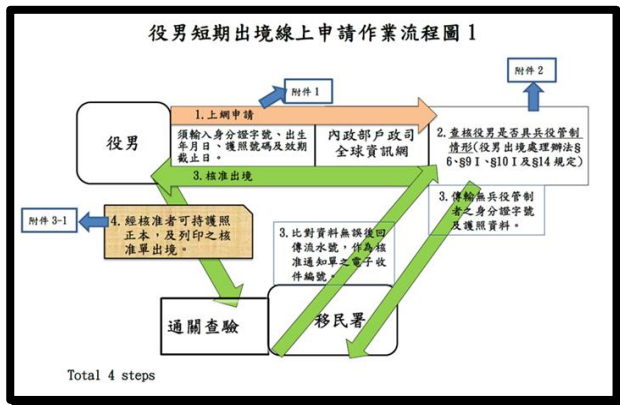 役男短期出境線上申請作業流程圖 1
附件 1
附件 2
1.上網申請
役男
須輸入身分證字號、出生
年月日、護照號碼及效期
截止日。
內政部戶政司
全球資訊網
2.查核役男是否具兵役管制
情形(役男出境處理辦法§
6、§9Ⅰ、§10Ⅰ及§14 規定)
3.核准出境
3.傳輸無兵役管制
者之身分證字號
及護照資料。
附件 3-1
4.經核准者可持護照
正本，及列印之核
准單出境。
3.比對資料無誤後回
傳流水號，作為核
准通知單之電子收
件編號。
通關查驗
移民署
Total 4 steps